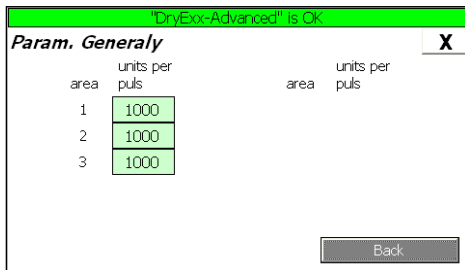 "DryExx-Advanced" is OK
Param. Generaly X
units per units per
area puls area puls
1 1000
2 1000
3 1000
Back